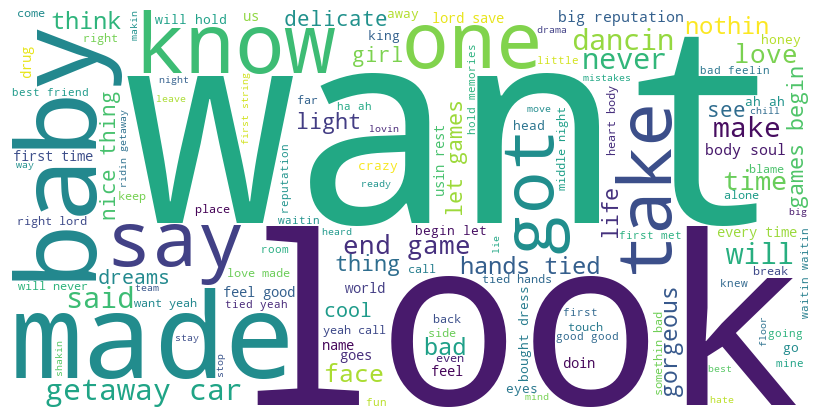 come
away
lord save
drama
big reputation
nothin
makin
will hold
us
delicate
king
think
know
one
dancin
right
girl
little
never
love
honey
drug
night
mistakes
bad feelin
best friend
leave
far
ha ah
hold memories
move
see
ah ah
chill
baby
want
first string
light
lovin
let games
usin rest
head
middle night
heart body
take
make
games begin
nice thing
ridin getaway
first time
crazy
got
body soul
way
keep
reputation
ready
life
time
blame
alone
right lord
place
waitin
begin let
big
say
heard
end game
lie
first met
every time
room
thing
call
hands tied
will
waitin waitin
dreams
love made
world
tied hands
knew
break
will never
team
feel good
said
want yeah
tied yeah
cool
back
first
bought dress
somethin bad
gorgeous
made
look
yeah call
side
touch
floor
going
shakin
stay
stop
name
bad
good good
go
goes
even
doin
mine
face
feel
eyes
best
getaway car
fun
mind
hate